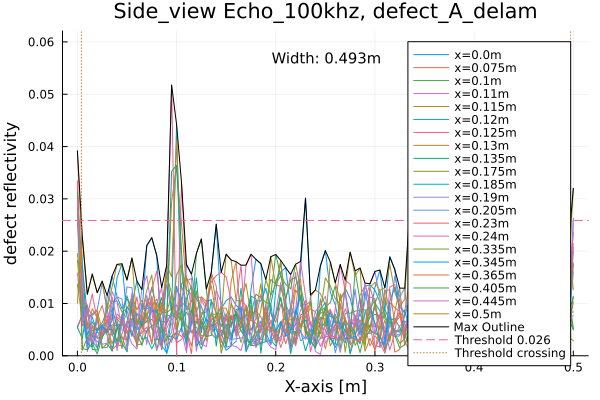 Side_view Echo_100khz, defect_A_delam
0.06
0.05
0.04
0.03
0.02
0.01
0.00
defect reflectivity
Width: 0.493m
x=0.0m
x=0.075m
x=0.1m
x=0.11m
x=0.115m
x=0.12m
x=0.125m
x=0.13m
x=0.135m
x=0.175m
x=0.185m
x=0.19m
x=0.205m
x=0.23m
x=0.24m
x=0.335m
x=0.345m
x=0.365m
x=0.405m
x=0.445m
x=0.5m
Max Outline
Threshold 0.026
Threshold crossing
0.0 0.1 0.2 0.3 0.4 0.5
X-axis [m]